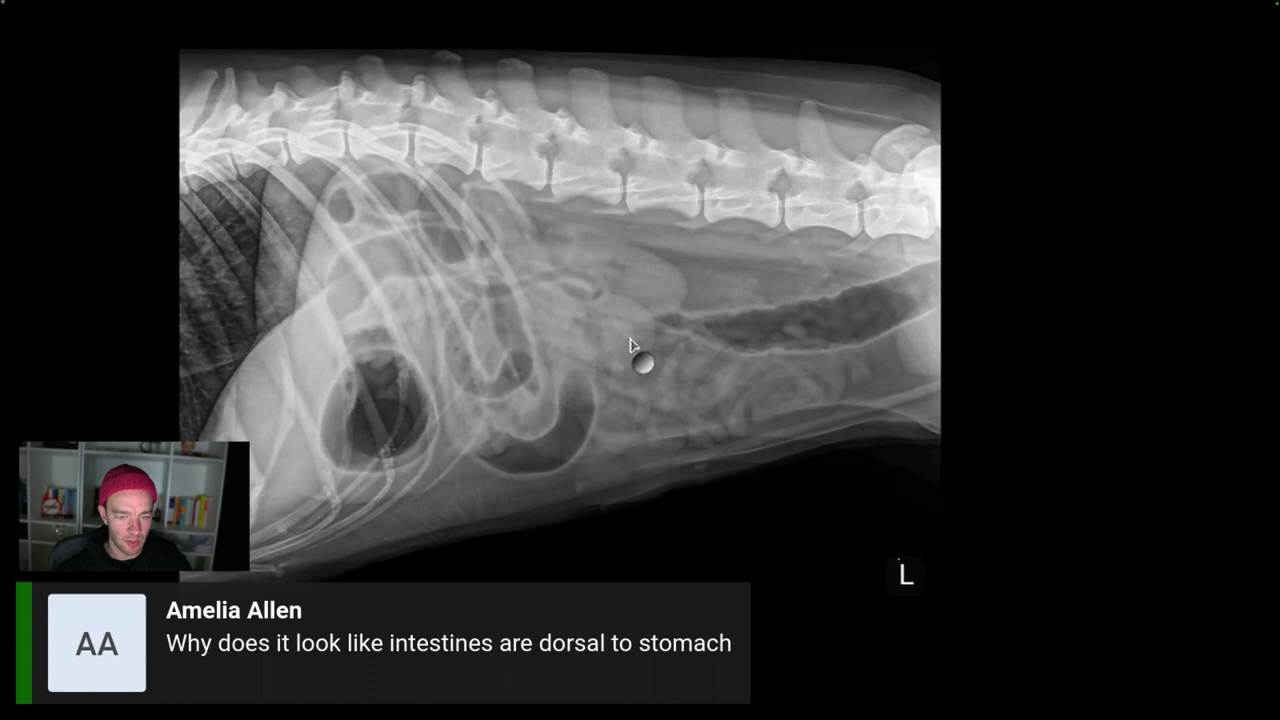 L
AA
Amelia Allen
Why does it look like intestines are dorsal to stomach